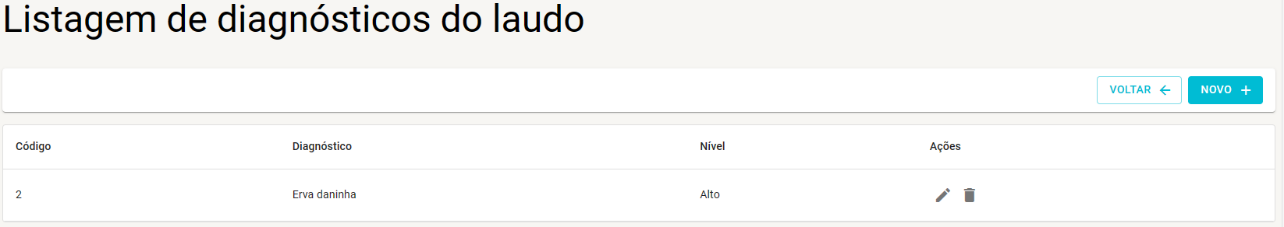 Listagem de diagnósticos do laudo
VOLTAR NOVO
Código Diagnóstico Nível Ações
2 Erva daninha Alto